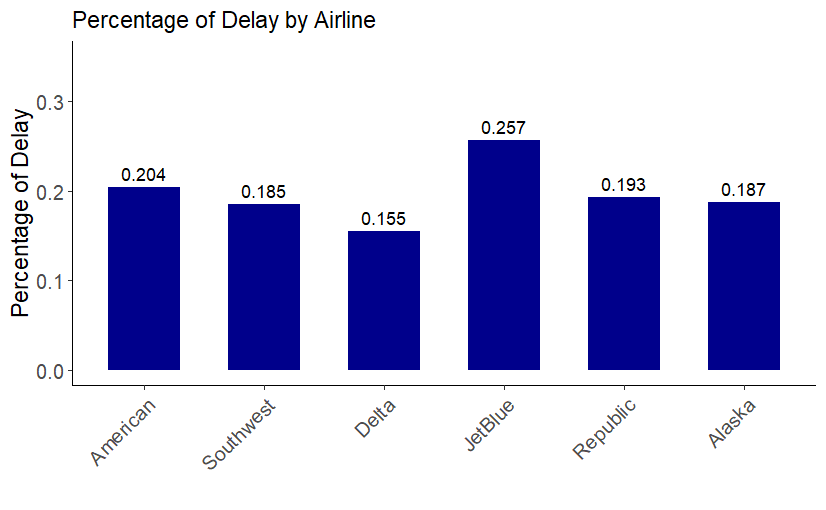 Percentage of Delay by Airline
Percentage of Delay
0.3
0.2
0.1
0.0
0.204
0.185
0.155
0.257
0.193
0.187
American
Southwest
Delta
JetBlue
Republic
Alaska